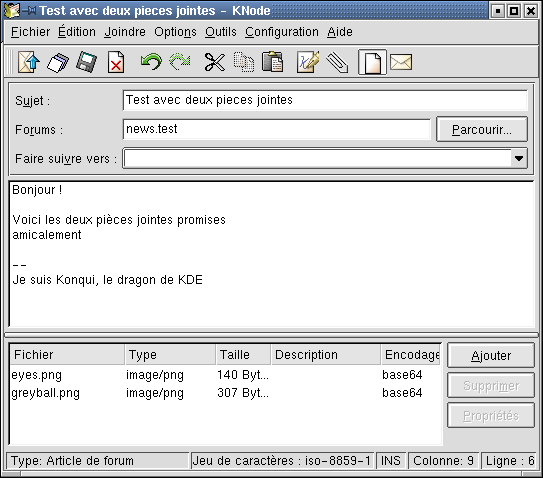 Test avec deux pieces jointes - KNode
Fichier Édition Joindre Options Outils Configuration Aide
Sujet : Test avec deux pieces jointes
Forums : news.test Parcourir...
Faire suivre vers :
Bonjour !
Voici les deux pièces jointes promises
amicalement
--
Je suis Konqui, le dragon de KDE
Fichier Type Taille Description Encodage
eyes.png image/png 140 Byt... base64
greyball.png image/png 307 Byt... base64
Ajouter
Supprimer
Propriétés
Type: Article de forum Jeu de caractères : iso-8859-1 INS Colonne: 9 Ligne : 6